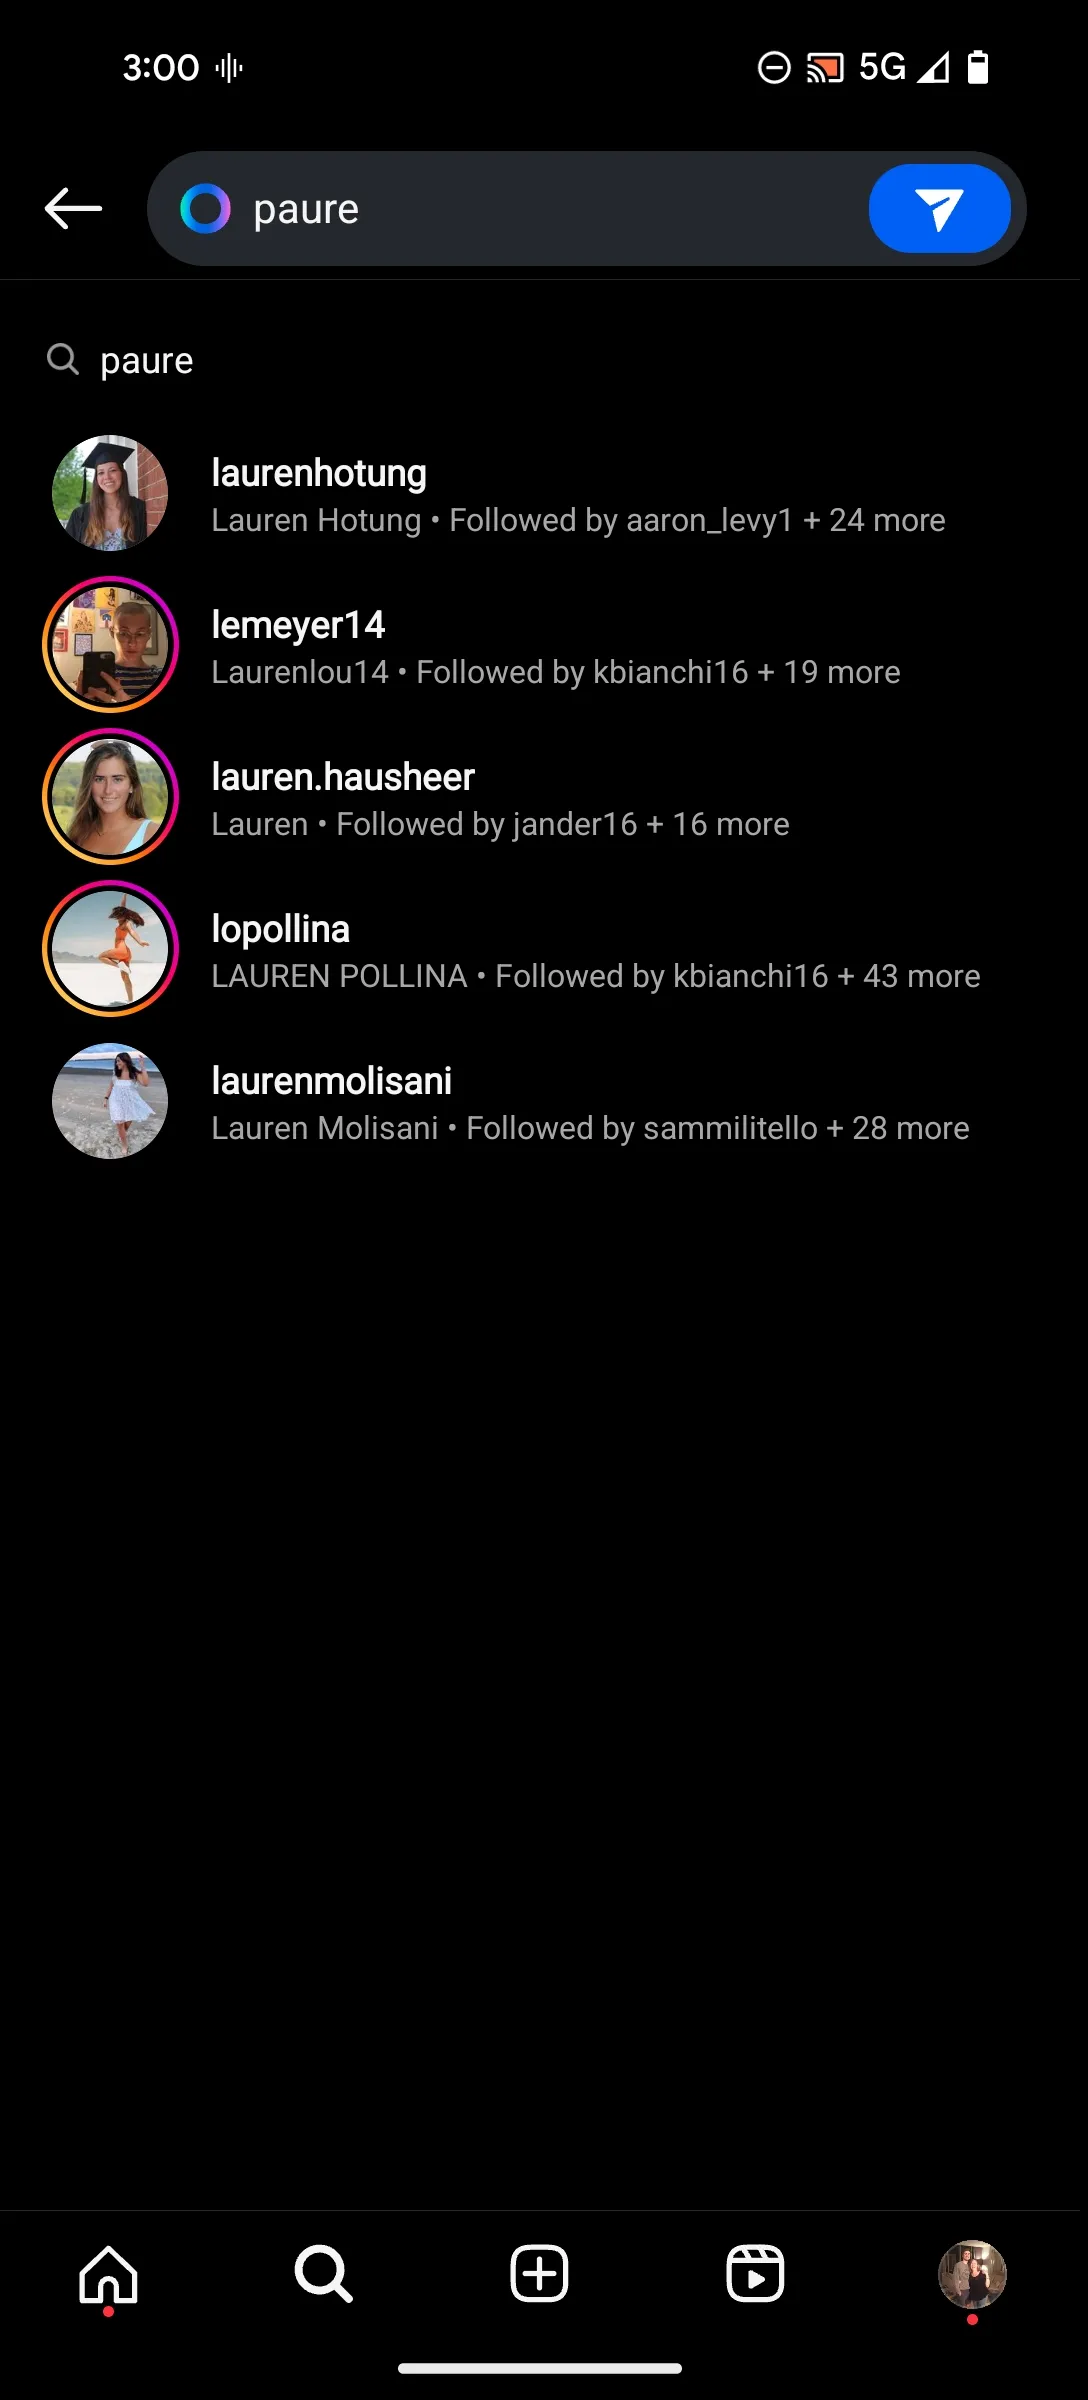 3:00 5G
paure
paure
laurenhotung
Lauren Hotung • Followed by aaron_levy1 + 24 more
lemeyer14
Laurenlou14 • Followed by kbianchi16 + 19 more
lauren.hausheer
Lauren • Followed by jander16 + 16 more
lopollina
LAUREN POLLINA • Followed by kbianchi16 + 43 more
laurenmolisani
Lauren Molisani • Followed by sammilitello + 28 more